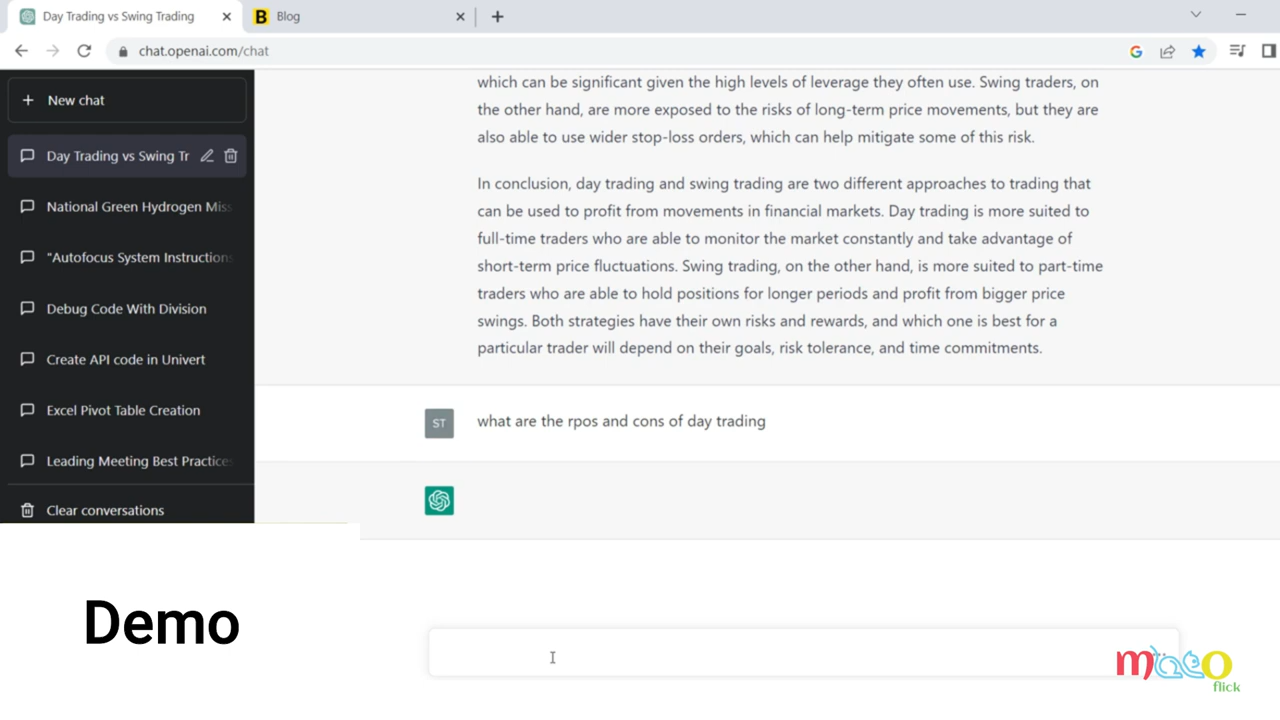 Day Trading vs Swing Trading
Blog
chat.openai.com/chat
New chat
Day Trading vs Swing Tr
National Green Hydrogen Miss
"Autofocus System Instructions
Debug Code With Division
Create API code in Univert
Excel Pivot Table Creation
Leading Meeting Best Practices
Clear conversations
which can be significant given the high levels of leverage they often use. Swing traders, on
the other hand, are more exposed to the risks of long-term price movements, but they are
also able to use wider stop-loss orders, which can help mitigate some of this risk.
In conclusion, day trading and swing trading are two different approaches to trading that
can be used to profit from movements in financial markets. Day trading is more suited to
full-time traders who are able to monitor the market constantly and take advantage of
short-term price fluctuations. Swing trading, on the other hand, is more suited to part-time
traders who are able to hold positions for longer periods and profit from bigger price
swings. Both strategies have their own risks and rewards, and which one is best for a
particular trader will depend on their goals, risk tolerance, and time commitments.
ST
what are the rpos and cons of day trading
Demo
flick